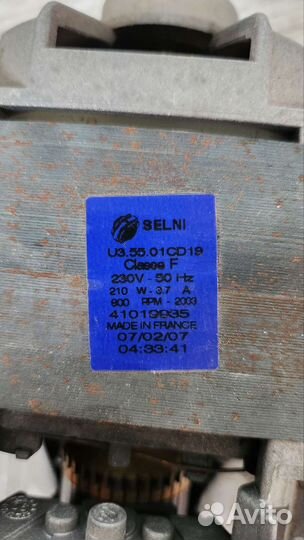 SELNI
U3.55.01CD19
Classe F
230V - 50 Hz
210 W - 3.7 A
800 RPM - 2003
41019935
MADE IN FRANCE
07/02/07
04:33:41
Avito